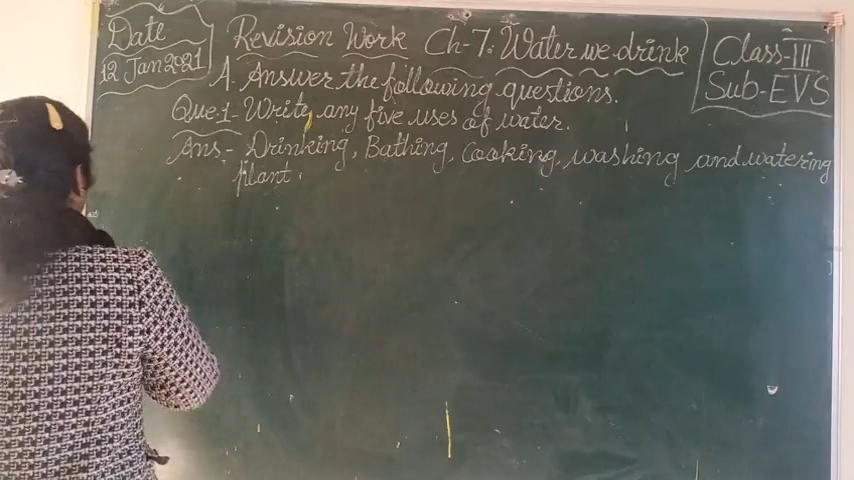 Date
12 Jan 2021
Revision Work Ch-7: Water we drink
Class-III
Sub-EVS
A. Answer the following questions.
Que:1- Write any five uses of water.
Ans- Drinking, Bathing, Cooking, washing and watering
plant.